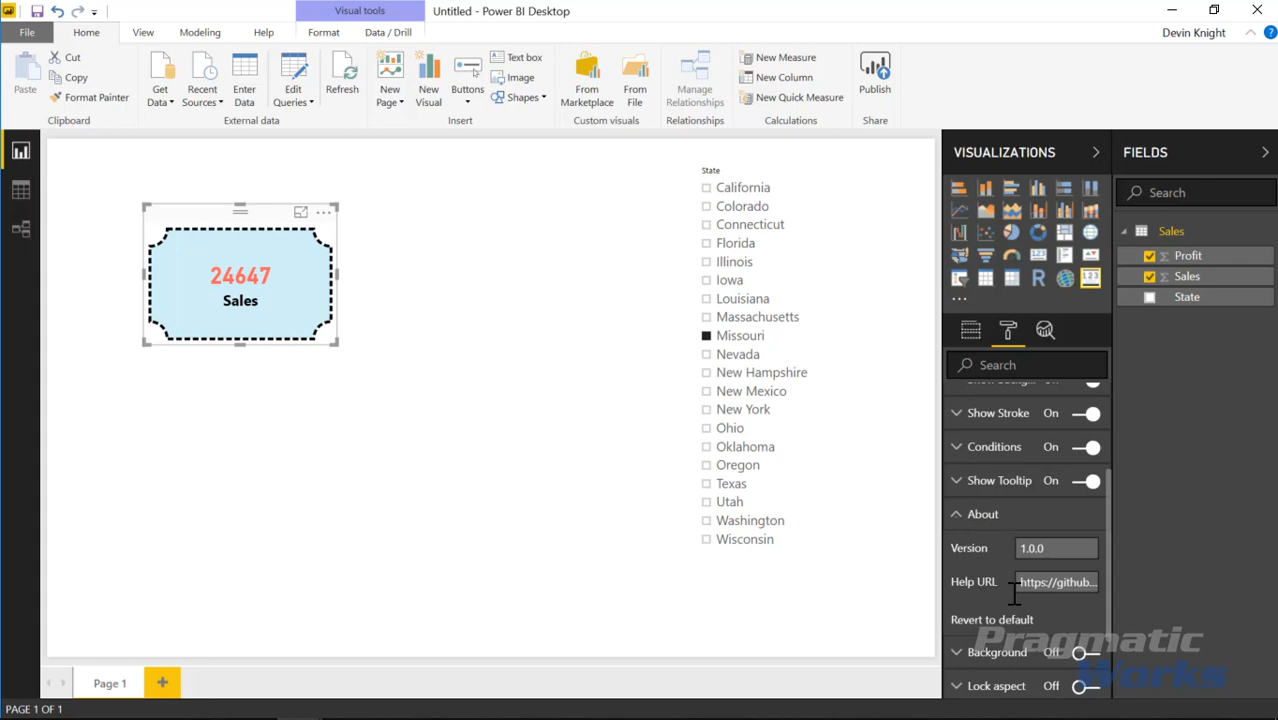 Visual tools
Untitled - Power BI Desktop
File
Home
View
Modeling
Help
Format
Data / Drill
Devin Knight
Paste
Cut
Copy
Format Painter
Clipboard
Get Data
Recent Sources
Enter Data
Edit Queries
Refresh
External data
New Page
New Visual
Buttons
Text box
Image
Shapes
Insert
From Marketplace
From File
Custom visuals
Manage Relationships
Relationships
New Measure
New Column
New Quick Measure
Calculations
Publish
Share
24647
Sales
State
California
Colorado
Connecticut
Florida
Illinois
Iowa
Louisiana
Massachusetts
Missouri
Nevada
New Hampshire
New Mexico
New York
Ohio
Oklahoma
Oregon
Texas
Utah
Washington
Wisconsin
VISUALIZATIONS
R
Search
Show Stroke On
Conditions On
Show Tooltip On
About
Version 1.0.0
Help URL https://github...
Revert to default
Background Off
Lock aspect Off
FIELDS
Search
Sales
Profit
Sales
State
Pragmatic Works
Page 1
PAGE 1 OF 1